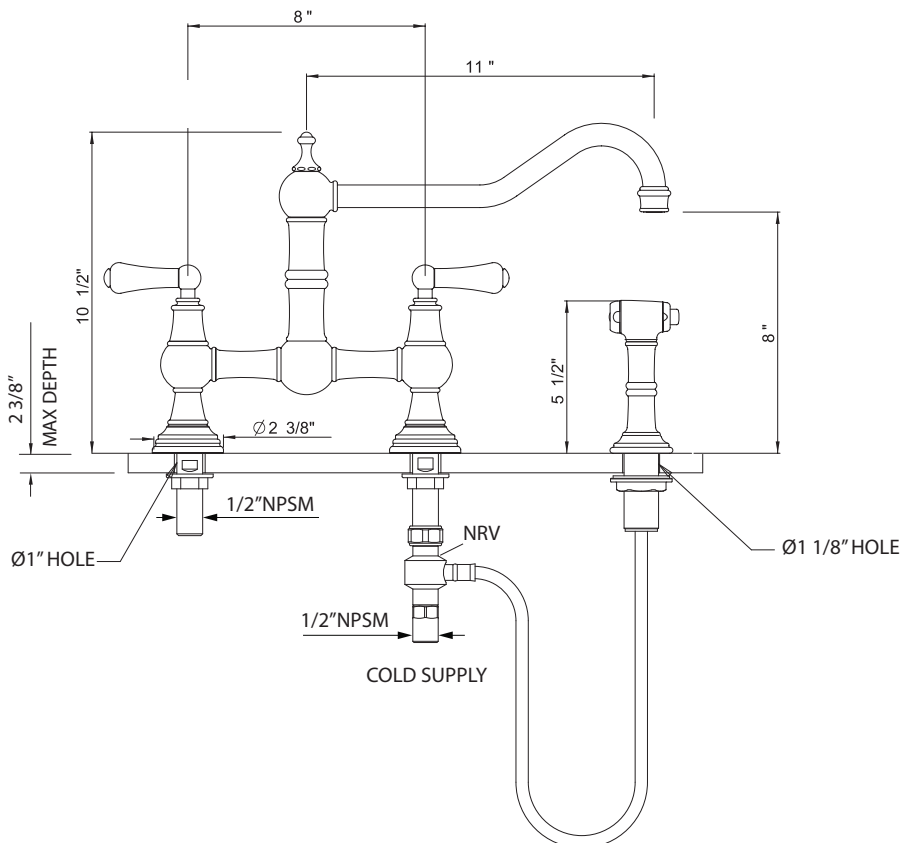 8 "
11 "
10 1/2"
2 3/8”
MAX DEPTH
5 1/2"
8 "
Ø2 3/8"
1/2”NPSM
Ø1” HOLE
NRV
Ø1 1/8” HOLE
1/2”NPSM
COLD SUPPLY